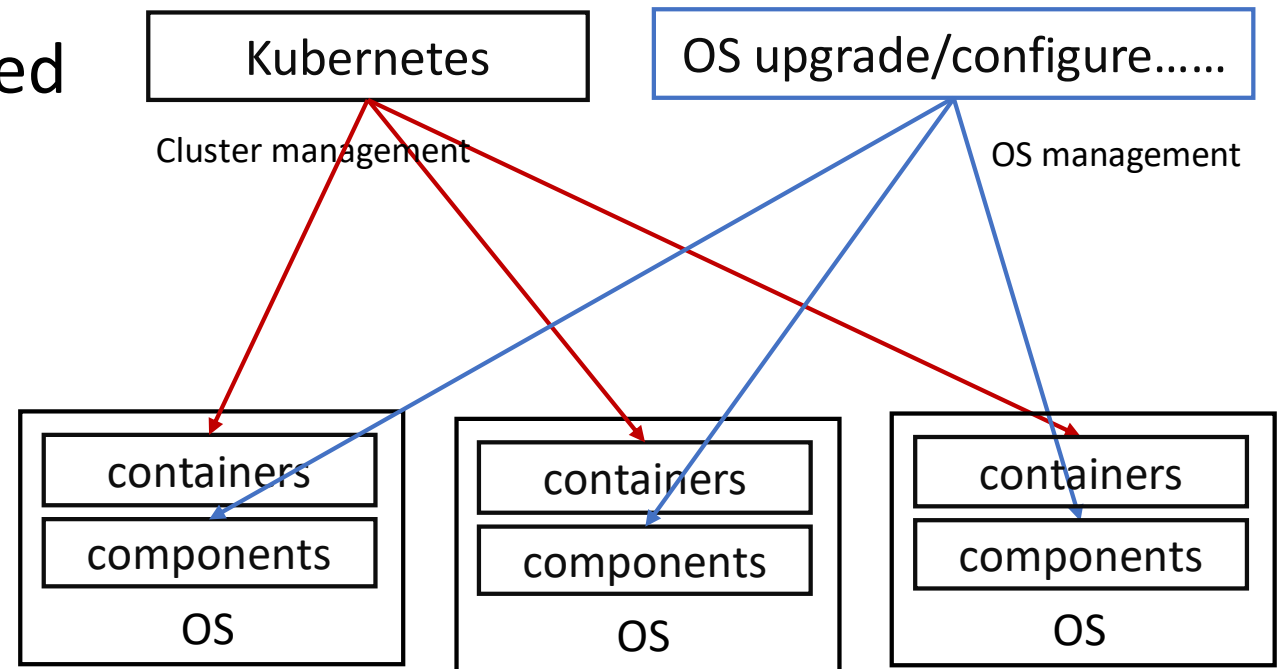 ed
Kubernetes
OS upgrade/configure……
Cluster management
OS management
containers
components
OS
containers
components
OS
containers
components
OS